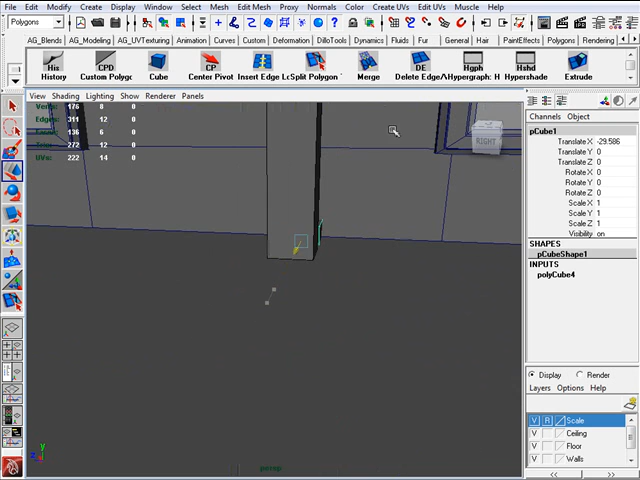 File Edit Modify Create Display Window Select Mesh Edit Mesh Proxy Normals Color Create UVs Edit UVs Muscle Help
Polygons
AG_Blends AG_Modeling AG_UVTexturing Animation Curves Deformation DilloTools Dynamics Fluids Fur General Hair PaintEffects Polygons Rendering
His CPD CP DE Hgph Hshd
History Custom Polygo Cube Center Pivot Insert Edge Lo Split Polygon Merge Delete Edge/V Hypergraph: H Hypershade Extrude
View Shading Lighting Show Renderer Panels
Verts: 176 8 0
Edges: 311 12 0
Faces: 136 6 0
Tris: 272 12 0
UVs: 222 14 0
RIGHT
persp
y
z
Channels Object
pCube1
Translate X -29.586
Translate Y 0
Translate Z 0
Rotate X 0
Rotate Y 0
Rotate Z 0
Scale X 1
Scale Y 1
Scale Z 1
Visibility on
SHAPES
pCubeShape1
INPUTS
polyCube4
Display Render
Layers Options Help
V R Scale
V Ceiling
V Floor
V Walls
<< >>